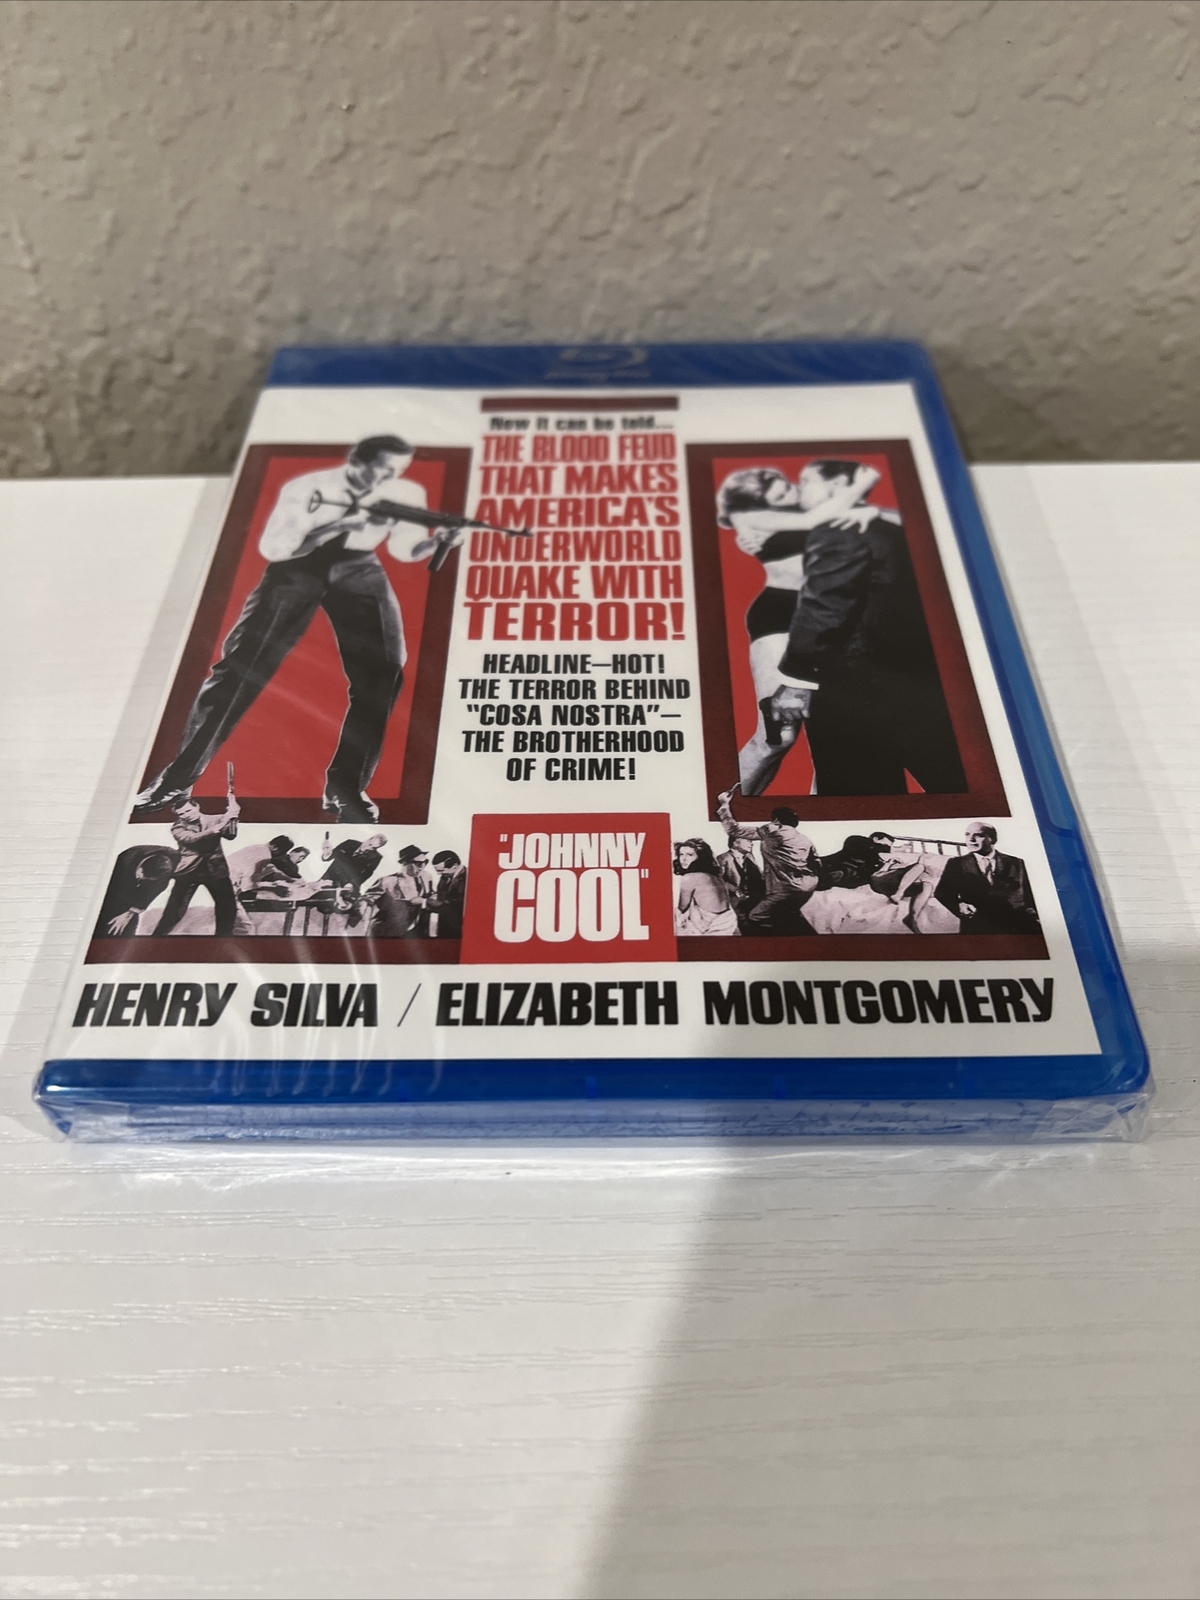 Now it can be told...
THE BLOOD FEUD
THAT MAKES
AMERICA'S
UNDERWORLD
QUAKE WITH
TERROR!
HEADLINE—HOT!
THE TERROR BEHIND
"COSA NOSTRA"—
THE BROTHERHOOD
OF CRIME!
"JOHNNY
COOL"
HENRY SILVA / ELIZABETH MONTGOMERY